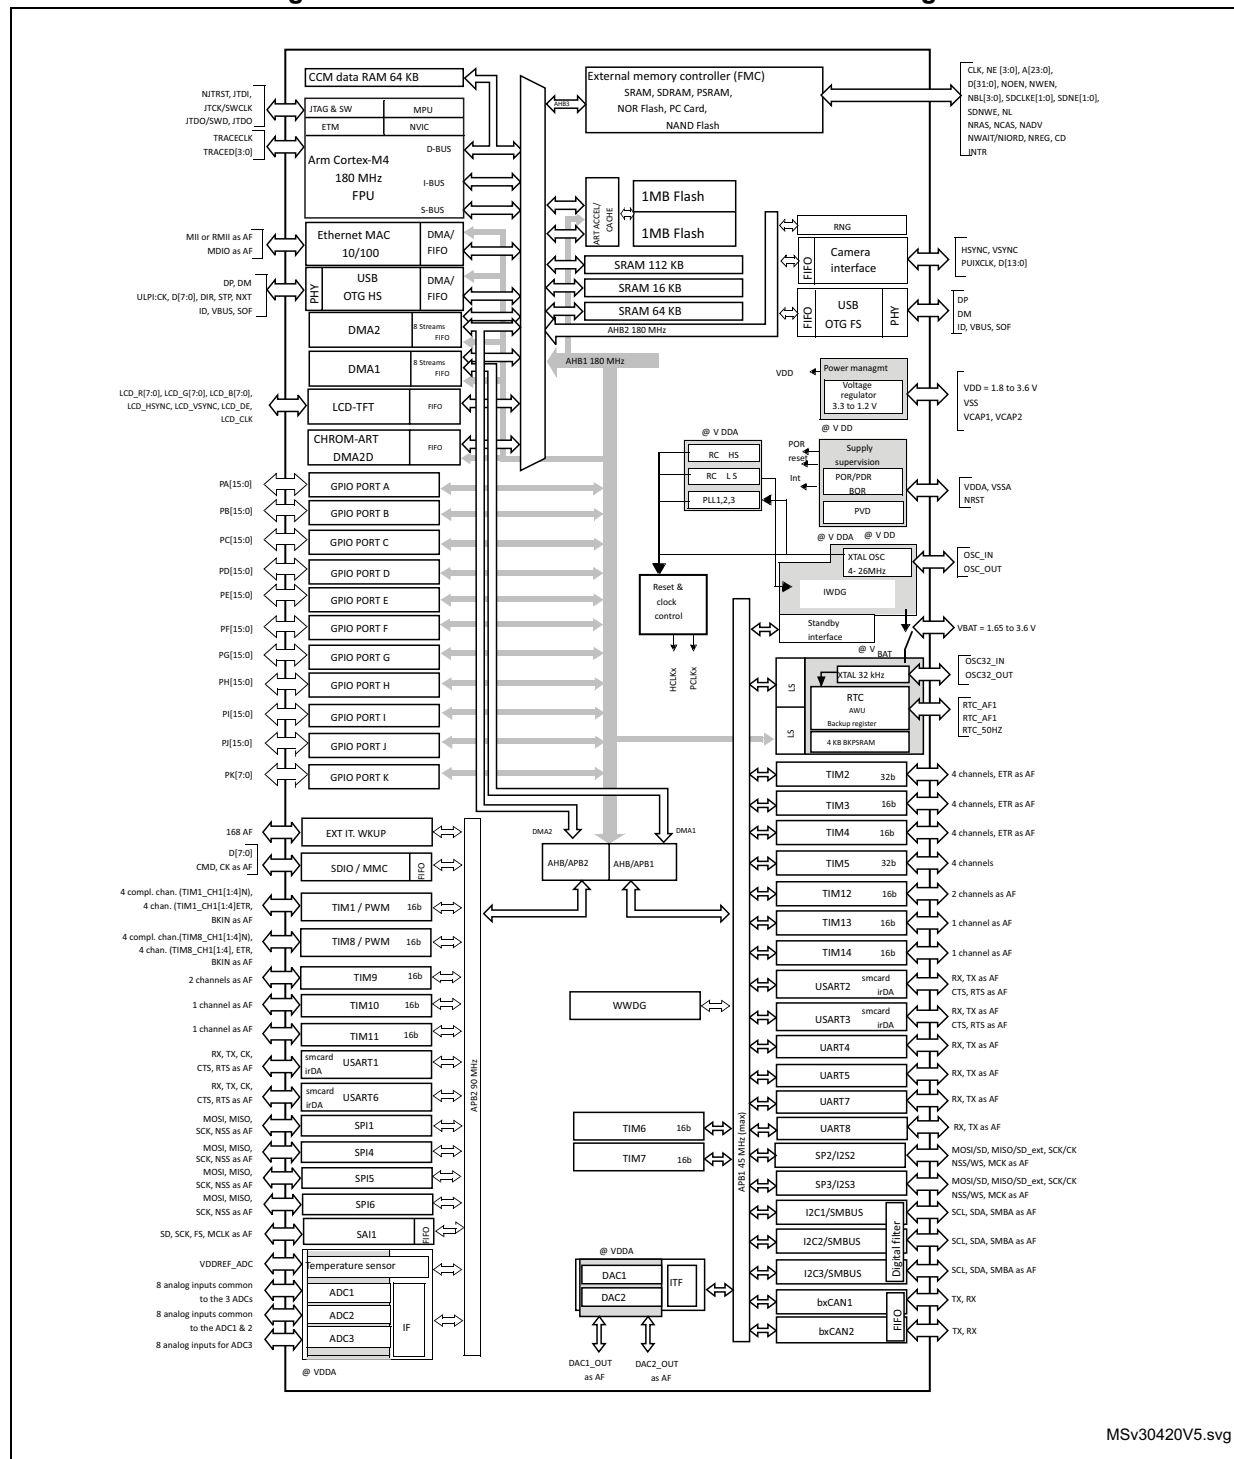 CCM data RAM 64 KB
NJTRST, JTDI,
JTCK/SWCLK
JTDO/SWD, JTDO
TRACECLK
TRACED[3:0]
JTAG & SW
MPU
ETM
NVIC
D-BUS
Arm Cortex-M4
180 MHz
FPU
I-BUS
S-BUS
External memory controller (FMC)
SRAM, SDRAM, PSRAM,
NOR Flash, PC Card,
NAND Flash
AHB3
CLK, NE [3:0], A[23:0],
D[31:0], NOEN, NWEN,
NBL[3:0], SDCLKE[1:0], SDNE[1:0],
SDNWE, NL
NRAS, NCAS, NADV
NWAIT/NIORD, NREG, CD
INTR
ART ACCEL/
CACHE
1MB Flash
1MB Flash
MII or RMII as AF
MDIO as AF
Ethernet MAC
10/100
DMA/
FIFO
SRAM 112 KB
SRAM 16 KB
SRAM 64 KB
AHB2 180 MHz
RNG
FIFO
Camera
interface
HSYNC, VSYNC
PUIXCLK, D[13:0]
DP, DM
ULPI:CK, D[7:0], DIR, STP, NXT
ID, VBUS, SOF
PHY
USB
OTG HS
DMA/
FIFO
FIFO
USB
OTG FS
PHY
DP
DM
ID, VBUS, SOF
DMA2
8 Streams
FIFO
DMA1
8 Streams
FIFO
AHB1 180 MHz
LCD_R[7:0], LCD_G[7:0], LCD_B[7:0],
LCD_HSYNC, LCD_VSYNC, LCD_DE,
LCD_CLK
LCD-TFT
FIFO
CHROM-ART
DMA2D
FIFO
VDD
Power managmt
Voltage
regulator
3.3 to 1.2 V
VDD = 1.8 to 3.6 V
VSS
VCAP1, VCAP2
@ V DD
@ V DDA
RC HS
RC L S
PLL1,2,3
POR
reset
Int
Supply
supervision
POR/PDR
BOR
PVD
VDDA, VSSA
NRST
@ V DDA
@ V DD
XTAL OSC
4- 26MHz
OSC_IN
OSC_OUT
IWDG
Reset &
clock
control
HCLKx
PCLKx
Standby
interface
VBAT = 1.65 to 3.6 V
@ V BAT
LS
LS
XTAL 32 kHz
RTC
AWU
Backup register
4 KB BKPSRAM
OSC32_IN
OSC32_OUT
RTC_AF1
RTC_AF1
RTC_50HZ
PA[15:0]
GPIO PORT A
PB[15:0]
GPIO PORT B
PC[15:0]
GPIO PORT C
PD[15:0]
GPIO PORT D
PE[15:0]
GPIO PORT E
PF[15:0]
GPIO PORT F
PG[15:0]
GPIO PORT G
PH[15:0]
GPIO PORT H
PI[15:0]
GPIO PORT I
PJ[15:0]
GPIO PORT J
PK[7:0]
GPIO PORT K
DMA2
DMA1
AHB/APB2
AHB/APB1
168 AF
EXT IT. WKUP
D[7:0]
CMD, CK as AF
SDIO / MMC
FIFO
4 compl. chan. (TIM1_CH1[1:4]N),
4 chan. (TIM1_CH1[1:4]ETR,
BKIN as AF
TIM1 / PWM
16b
4 compl. chan.(TIM8_CH1[1:4]N),
4 chan. (TIM8_CH1[1:4], ETR,
BKIN as AF
TIM8 / PWM
16b
2 channels as AF
TIM9
16b
1 channel as AF
TIM10
16b
1 channel as AF
TIM11
16b
RX, TX, CK,
CTS, RTS as AF
smcard
irDA
USART1
RX, TX, CK,
CTS, RTS as AF
smcard
irDA
USART6
MOSI, MISO,
SCK, NSS as AF
SPI1
MOSI, MISO,
SCK, NSS as AF
SPI4
MOSI, MISO,
SCK, NSS as AF
SPI5
MOSI, MISO,
SCK, NSS as AF
SPI6
SD, SCK, FS, MCLK as AF
SAI1
FIFO
VDDREF_ADC
Temperature sensor
8 analog inputs common
to the 3 ADCs
ADC1
8 analog inputs common
to the ADC1 & 2
ADC2
8 analog inputs for ADC3
ADC3
IF
@ VDDA
APB2 90 MHz
WWDG
TIM6
16b
TIM7
16b
@ VDDA
DAC1
DAC2
ITF
DAC1_OUT
as AF
DAC2_OUT
as AF
APB1 45 MHz (max)
TIM2
32b
4 channels, ETR as AF
TIM3
16b
4 channels, ETR as AF
TIM4
16b
4 channels, ETR as AF
TIM5
32b
4 channels
TIM12
16b
2 channels as AF
TIM13
16b
1 channel as AF
TIM14
16b
1 channel as AF
USART2
smcard
irDA
RX, TX as AF
CTS, RTS as AF
USART3
smcard
irDA
RX, TX as AF
CTS, RTS as AF
UART4
RX, TX as AF
UART5
RX, TX as AF
UART7
RX, TX as AF
UART8
RX, TX as AF
SP2/I2S2
MOSI/SD, MISO/SD_ext, SCK/CK
NSS/WS, MCK as AF
SP3/I2S3
MOSI/SD, MISO/SD_ext, SCK/CK
NSS/WS, MCK as AF
I2C1/SMBUS
SCL, SDA, SMBA as AF
I2C2/SMBUS
SCL, SDA, SMBA as AF
I2C3/SMBUS
SCL, SDA, SMBA as AF
Digital filter
bxCAN1
TX, RX
bxCAN2
TX, RX
FIFO
MSv30420V5.svg